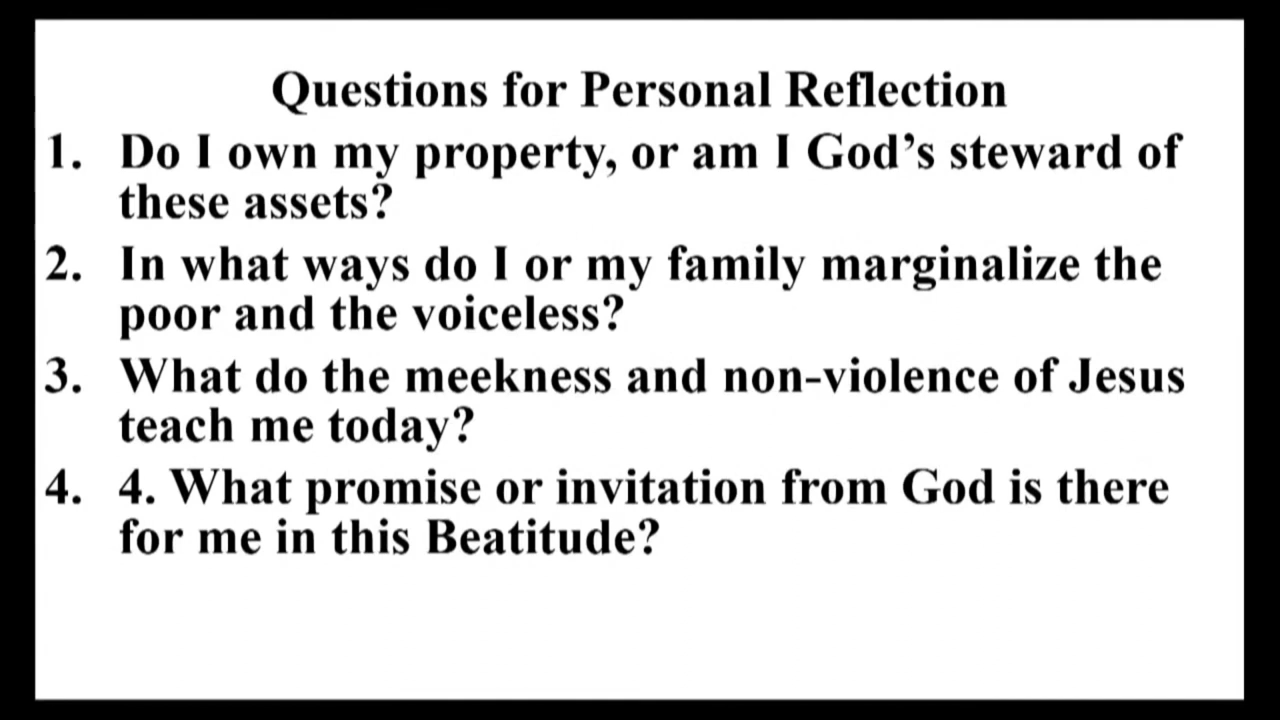 Questions for Personal Reflection
1. Do I own my property, or am I God’s steward of
these assets?
2. In what ways do I or my family marginalize the
poor and the voiceless?
3. What do the meekness and non-violence of Jesus
teach me today?
4. 4. What promise or invitation from God is there
for me in this Beatitude?